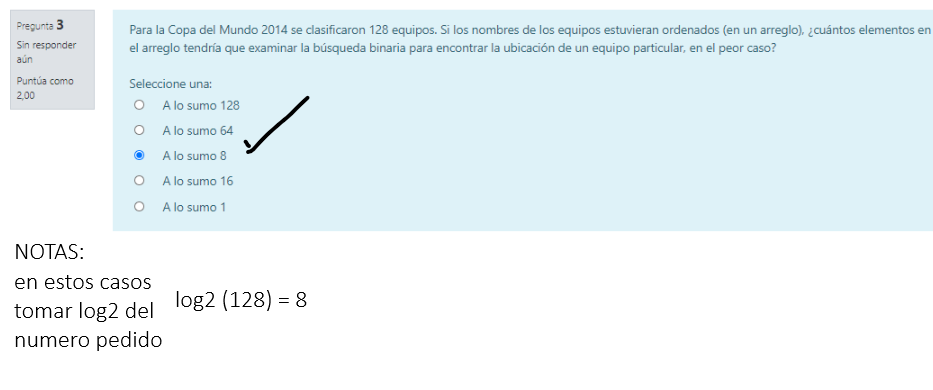 Pregunta 3
Sin responder
aún
Puntúa como
2,00
Para la Copa del Mundo 2014 se clasificaron 128 equipos. Si los nombres de los equipos estuvieran ordenados (en un arreglo), ¿cuántos elementos en
el arreglo tendría que examinar la búsqueda binaria para encontrar la ubicación de un equipo particular, en el peor caso?
Seleccione una:
A lo sumo 128
A lo sumo 64
A lo sumo 8
A lo sumo 16
A lo sumo 1
NOTAS:
en estos casos
tomar log2 del
numero pedido
log2 (128) = 8